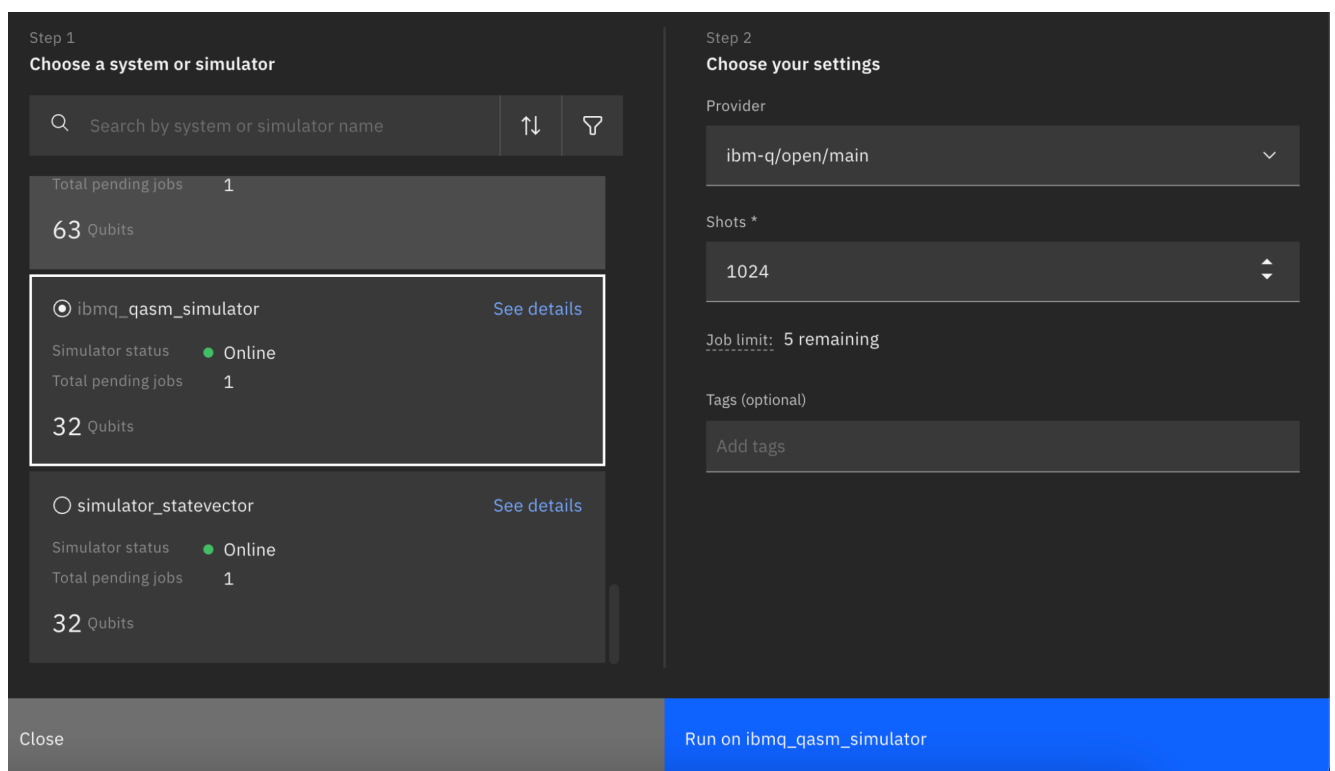 Step 1
Choose a system or simulator
Search by system or simulator name
Total pending jobs 1
63 Qubits
ibmq_qasm_simulator See details
Simulator status Online
Total pending jobs 1
32 Qubits
simulator_statevector See details
Simulator status Online
Total pending jobs 1
32 Qubits
Close
Step 2
Choose your settings
Provider
ibm-q/open/main
Shots *
1024
Job limit: 5 remaining
Tags (optional)
Add tags
Run on ibmq_qasm_simulator